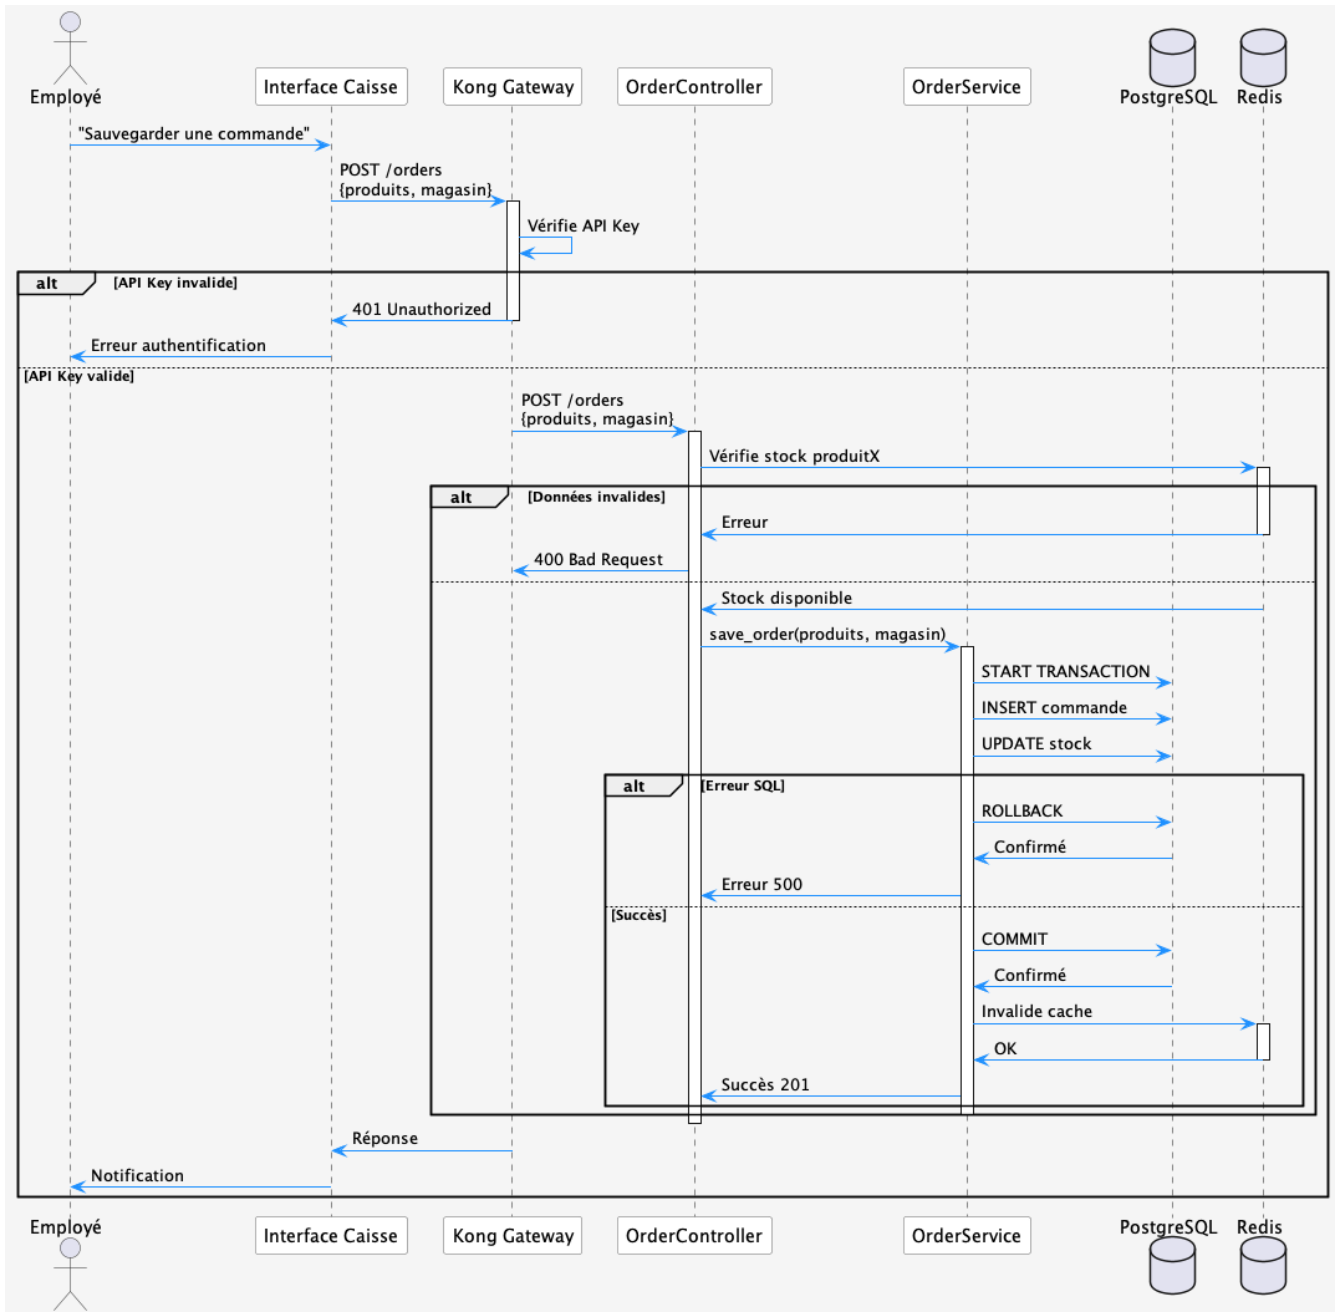 Employé
Interface Caisse
Kong Gateway
OrderController
OrderService
PostgreSQL
Redis
"Sauvegarder une commande"
POST /orders
{produits, magasin}
Vérifie API Key
alt
[API Key invalide]
401 Unauthorized
Erreur authentification
[API Key valide]
POST /orders
{produits, magasin}
Vérifie stock produitX
alt
[Données invalides]
Erreur
400 Bad Request
Stock disponible
save_order(produits, magasin)
START TRANSACTION
INSERT commande
UPDATE stock
alt
[Erreur SQL]
ROLLBACK
Confirmé
Erreur 500
[Succès]
COMMIT
Confirmé
Invalide cache
OK
Succès 201
Réponse
Notification
Employé
Interface Caisse
Kong Gateway
OrderController
OrderService
PostgreSQL
Redis